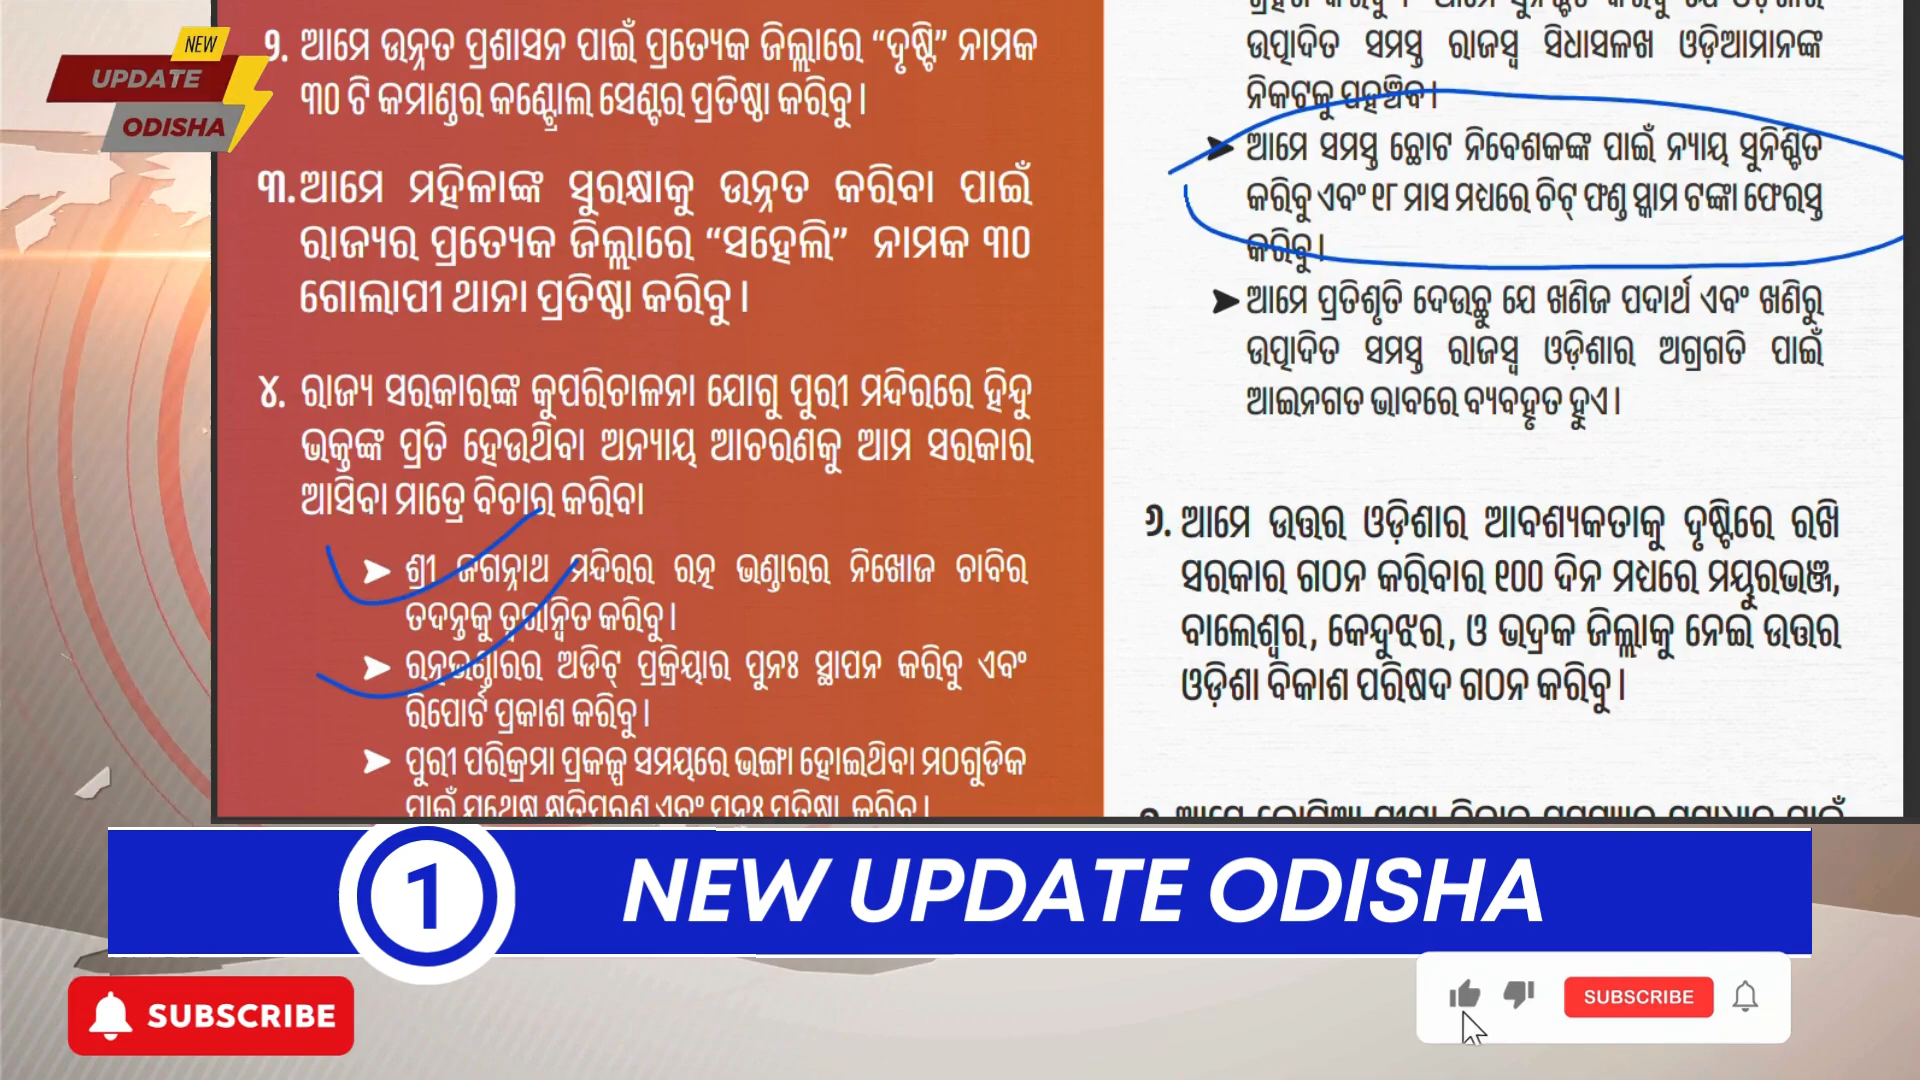 NEW
UPDATE
ODISHA
୨. ଆମେ ଉନ୍ନତ ପ୍ରଶାସନ ପାଇଁ ପ୍ରତ୍ୟେକ ଜିଲ୍ଲାରେ “ଦୃଷ୍ଟି” ନାମକ
୩୦ ଟି କମାଣ୍ଡର କଣ୍ଟ୍ରୋଲ ସେଣ୍ଟର ପ୍ରତିଷ୍ଠା କରିବୁ।
୩. ଆମେ ମହିଳାଙ୍କ ସୁରକ୍ଷାକୁ ଉନ୍ନତ କରିବା ପାଇଁ
ରାଜ୍ୟର ପ୍ରତ୍ୟେକ ଜିଲ୍ଲାରେ “ସହେଲି” ନାମକ ୩୦
ଗୋଲାପୀ ଥାନା ପ୍ରତିଷ୍ଠା କରିବୁ।
୪. ରାଜ୍ୟ ସରକାରଙ୍କ କୁପରିଚାଳନା ଯୋଗୁ ପୁରୀ ମନ୍ଦିରରେ ହିନ୍ଦୁ
ଭକ୍ତଙ୍କ ପ୍ରତି ହେଉଥିବା ଅନ୍ୟାୟ ଆଚରଣକୁ ଆମ ସରକାର
ଆସିବା ମାତ୍ରେ ବିଚାର କରିବା
➤ ଶ୍ରୀ ଜଗନ୍ନାଥ ମନ୍ଦିରର ରତ୍ନ ଭଣ୍ଡାରର ନିଖୋଜ ଚାବିର
ତଦନ୍ତକୁ ତ୍ୱରାନ୍ୱିତ କରିବୁ।
➤ ରତ୍ନଭଣ୍ଡାରର ଅଡିଟ୍ ପ୍ରକ୍ରିୟାର ପୁନଃ ସ୍ଥାପନ କରିବୁ ଏବଂ
ରିପୋର୍ଟ ପ୍ରକାଶ କରିବୁ।
➤ ପୁରୀ ପରିକ୍ରମା ପ୍ରକଳ୍ପ ସମୟରେ ଭଙ୍ଗା ହୋଇଥିବା ମଠଗୁଡିକ
ପାଇଁ ଯଥେଷ୍ଟ କ୍ଷତିପୂରଣ ଏବଂ ପୁନଃ ପ୍ରତିଷ୍ଠା କରିବୁ।
ଉତ୍ପାଦିତ ସମସ୍ତ ରାଜସ୍ୱ ସିଧାସଳଖ ଓଡ଼ିଆମାନଙ୍କ
ନିକଟକୁ ପହଞ୍ଚିବ।
➤ ଆମେ ସମସ୍ତ ଛୋଟ ନିବେଶକଙ୍କ ପାଇଁ ନ୍ୟାୟ ସୁନିଶ୍ଚିତ
କରିବୁ ଏବଂ ୧୮ ମାସ ମଧ୍ୟରେ ଚିଟ୍ ଫଣ୍ଡ ସ୍କାମ ଟଙ୍କା ଫେରସ୍ତ
କରିବୁ।
➤ ଆମେ ପ୍ରତିଶୃତି ଦେଉଛୁ ଯେ ଖଣିଜ ପଦାର୍ଥ ଏବଂ ଖଣିରୁ
ଉତ୍ପାଦିତ ସମସ୍ତ ରାଜସ୍ୱ ଓଡ଼ିଶାର ଅଗ୍ରଗତି ପାଇଁ
ଆଇନଗତ ଭାବରେ ବ୍ୟବହୃତ ହୁଏ।
୬. ଆମେ ଉତ୍ତର ଓଡ଼ିଶାର ଆବଶ୍ୟକତାକୁ ଦୃଷ୍ଟିରେ ରଖି
ସରକାର ଗଠନ କରିବାର ୧୦୦ ଦିନ ମଧ୍ୟରେ ମୟୂରଭଞ୍ଜ,
ବାଲେଶ୍ୱର, କେନ୍ଦୁଝର, ଓ ଭଦ୍ରକ ଜିଲ୍ଲାକୁ ନେଇ ଉତ୍ତର
ଓଡ଼ିଶା ବିକାଶ ପରିଷଦ ଗଠନ କରିବୁ।
1
NEW UPDATE ODISHA
SUBSCRIBE
SUBSCRIBE